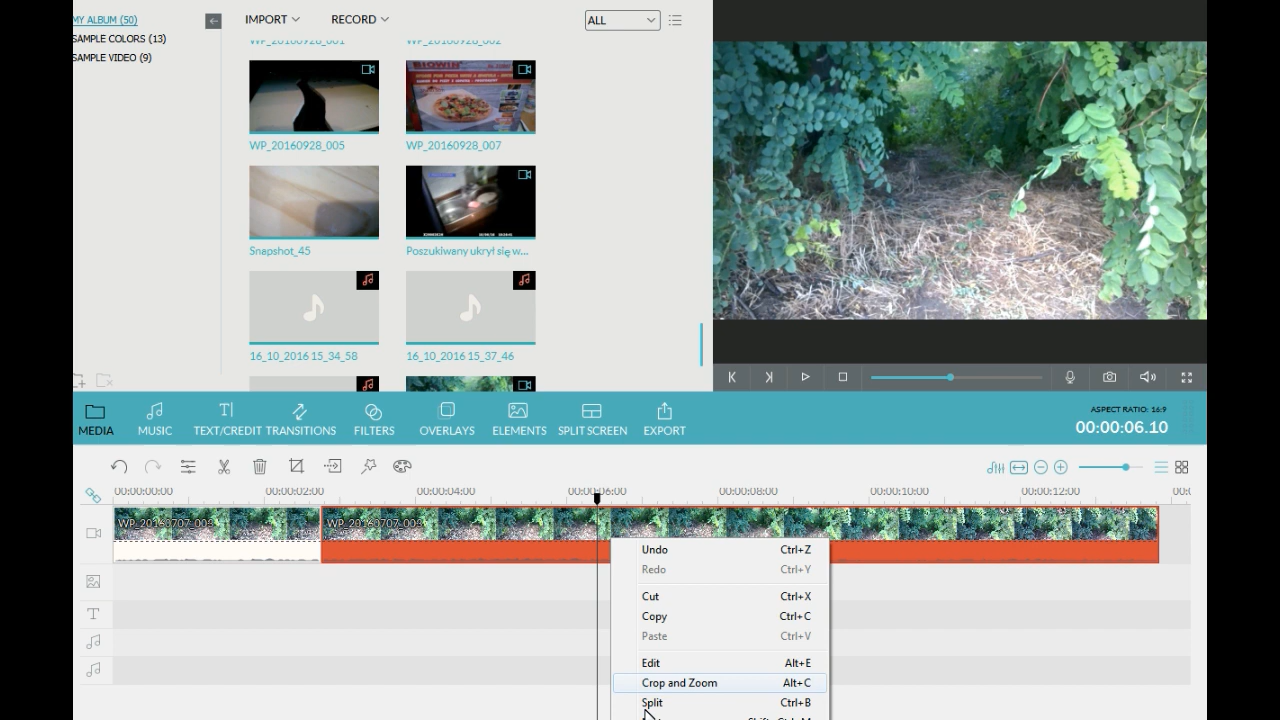 MY ALBUM (50)
SAMPLE COLORS (13)
SAMPLE VIDEO (9)
IMPORT
RECORD
ALL
WP_20160928_001
WP_20160928_002
WP_20160928_005
WP_20160928_007
Snapshot_45
Poszukiwany ukrył się w...
16_10_2016 15_34_58
16_10_2016 15_37_46
MEDIA
MUSIC
TEXT/CREDIT
TRANSITIONS
FILTERS
OVERLAYS
ELEMENTS
SPLIT SCREEN
EXPORT
ASPECT RATIO: 16:9
00:00:06.10
00:00:00:00
00:00:02:00
00:00:04:00
00:00:06:00
00:00:08:00
00:00:10:00
00:00:12:00
WP_20160707_009
WP_20160707_009
Undo Ctrl+Z
Redo Ctrl+Y
Cut Ctrl+X
Copy Ctrl+C
Paste Ctrl+V
Edit Alt+E
Crop and Zoom Alt+C
Split Ctrl+B